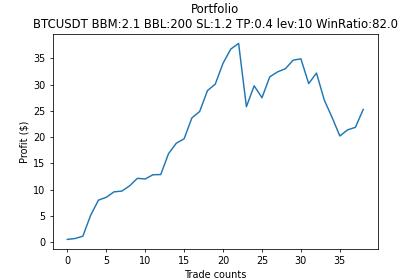 Portfolio
BTCUSDT BBM:2.1 BBL:200 SL:1.2 TP:0.4 lev:10 WinRatio:82.0
Profit ($)
35
30
25
20
15
10
5
0
0 5 10 15 20 25 30 35
Trade counts